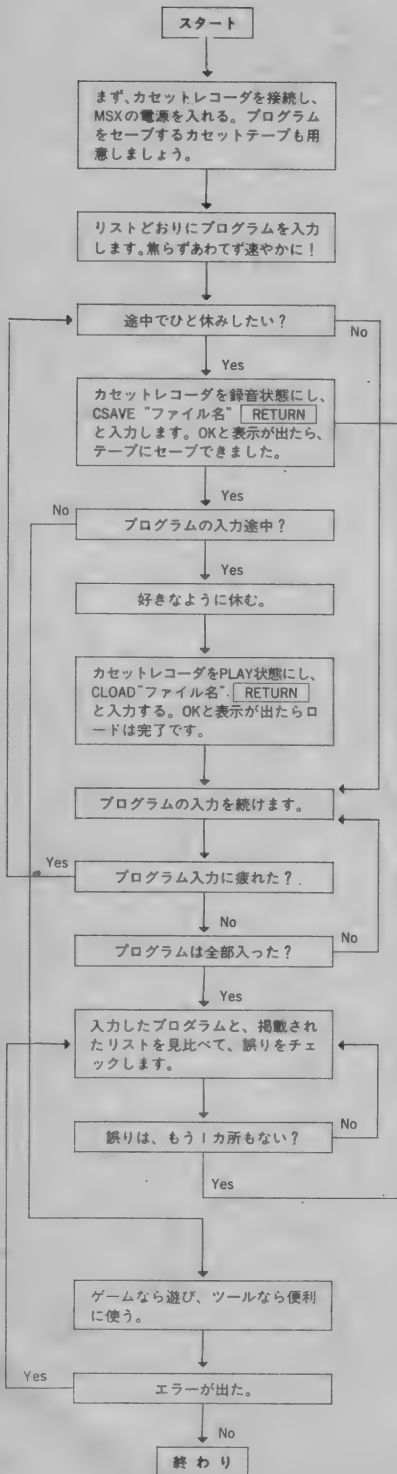 スタート
まず、カセットレコーダを接続し、
MSXの電源を入れる。プログラム
をセーブするカセットテープも用
意しましょう。
リストどおりにプログラムを入力
します。焦らずあわてず速やかに!
途中でひと休みしたい?
No
Yes
カセットレコーダを録音状態にし、
CSAVE "ファイル名" RETURN
と入力します。OKと表示が出たら、
テープにセーブできました。
Yes
No
プログラムの入力途中?
Yes
好きなように休む。
カセットレコーダをPLAY状態にし、
CLOAD"ファイル名". RETURN
と入力する。OKと表示が出たらロ
ードは完了です。
プログラムの入力を続けます。
Yes
プログラム入力に疲れた?
No
プログラムは全部入った?
No
Yes
入力したプログラムと、掲載され
たリストを見比べて、誤りをチェ
ックします。
誤りは、もう1カ所もない?
No
Yes
ゲームなら遊び、ツールなら便利
に使う。
Yes
エラーが出た。
No
終わり